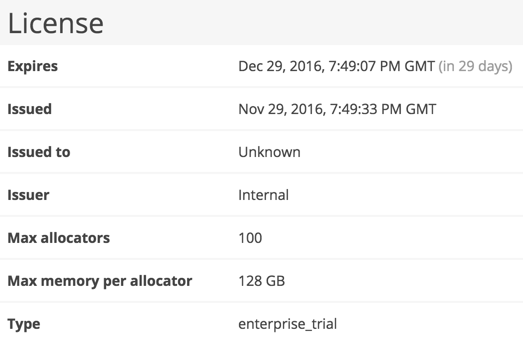 License
Expires Dec 29, 2016, 7:49:07 PM GMT (in 29 days)
Issued Nov 29, 2016, 7:49:33 PM GMT
Issued to Unknown
Issuer Internal
Max allocators 100
Max memory per allocator 128 GB
Type enterprise_trial